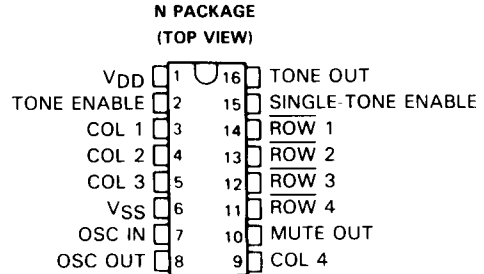 N PACKAGE
(TOP VIEW)
VDD 1 16 TONE OUT
TONE ENABLE 2 15 SINGLE-TONE ENABLE
COL 1 3 14 ROW 1
COL 2 4 13 ROW 2
COL 3 5 12 ROW 3
VSS 6 11 ROW 4
OSC IN 7 10 MUTE OUT
OSC OUT 8 9 COL 4